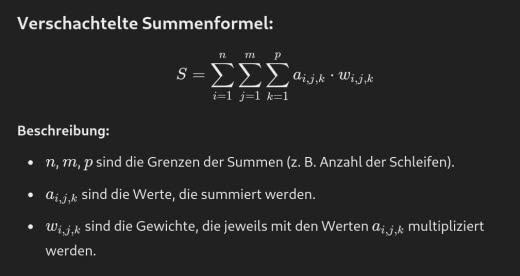 Verschachtelte Summenformel:
S = \sum_{i=1}^{n} \sum_{j=1}^{m} \sum_{k=1}^{p} a_{i,j,k} \cdot w_{i,j,k}
Beschreibung:
• n, m, p sind die Grenzen der Summen (z. B. Anzahl der Schleifen).
• a_{i,j,k} sind die Werte, die summiert werden.
• w_{i,j,k} sind die Gewichte, die jeweils mit den Werten a_{i,j,k} multipliziert
werden.